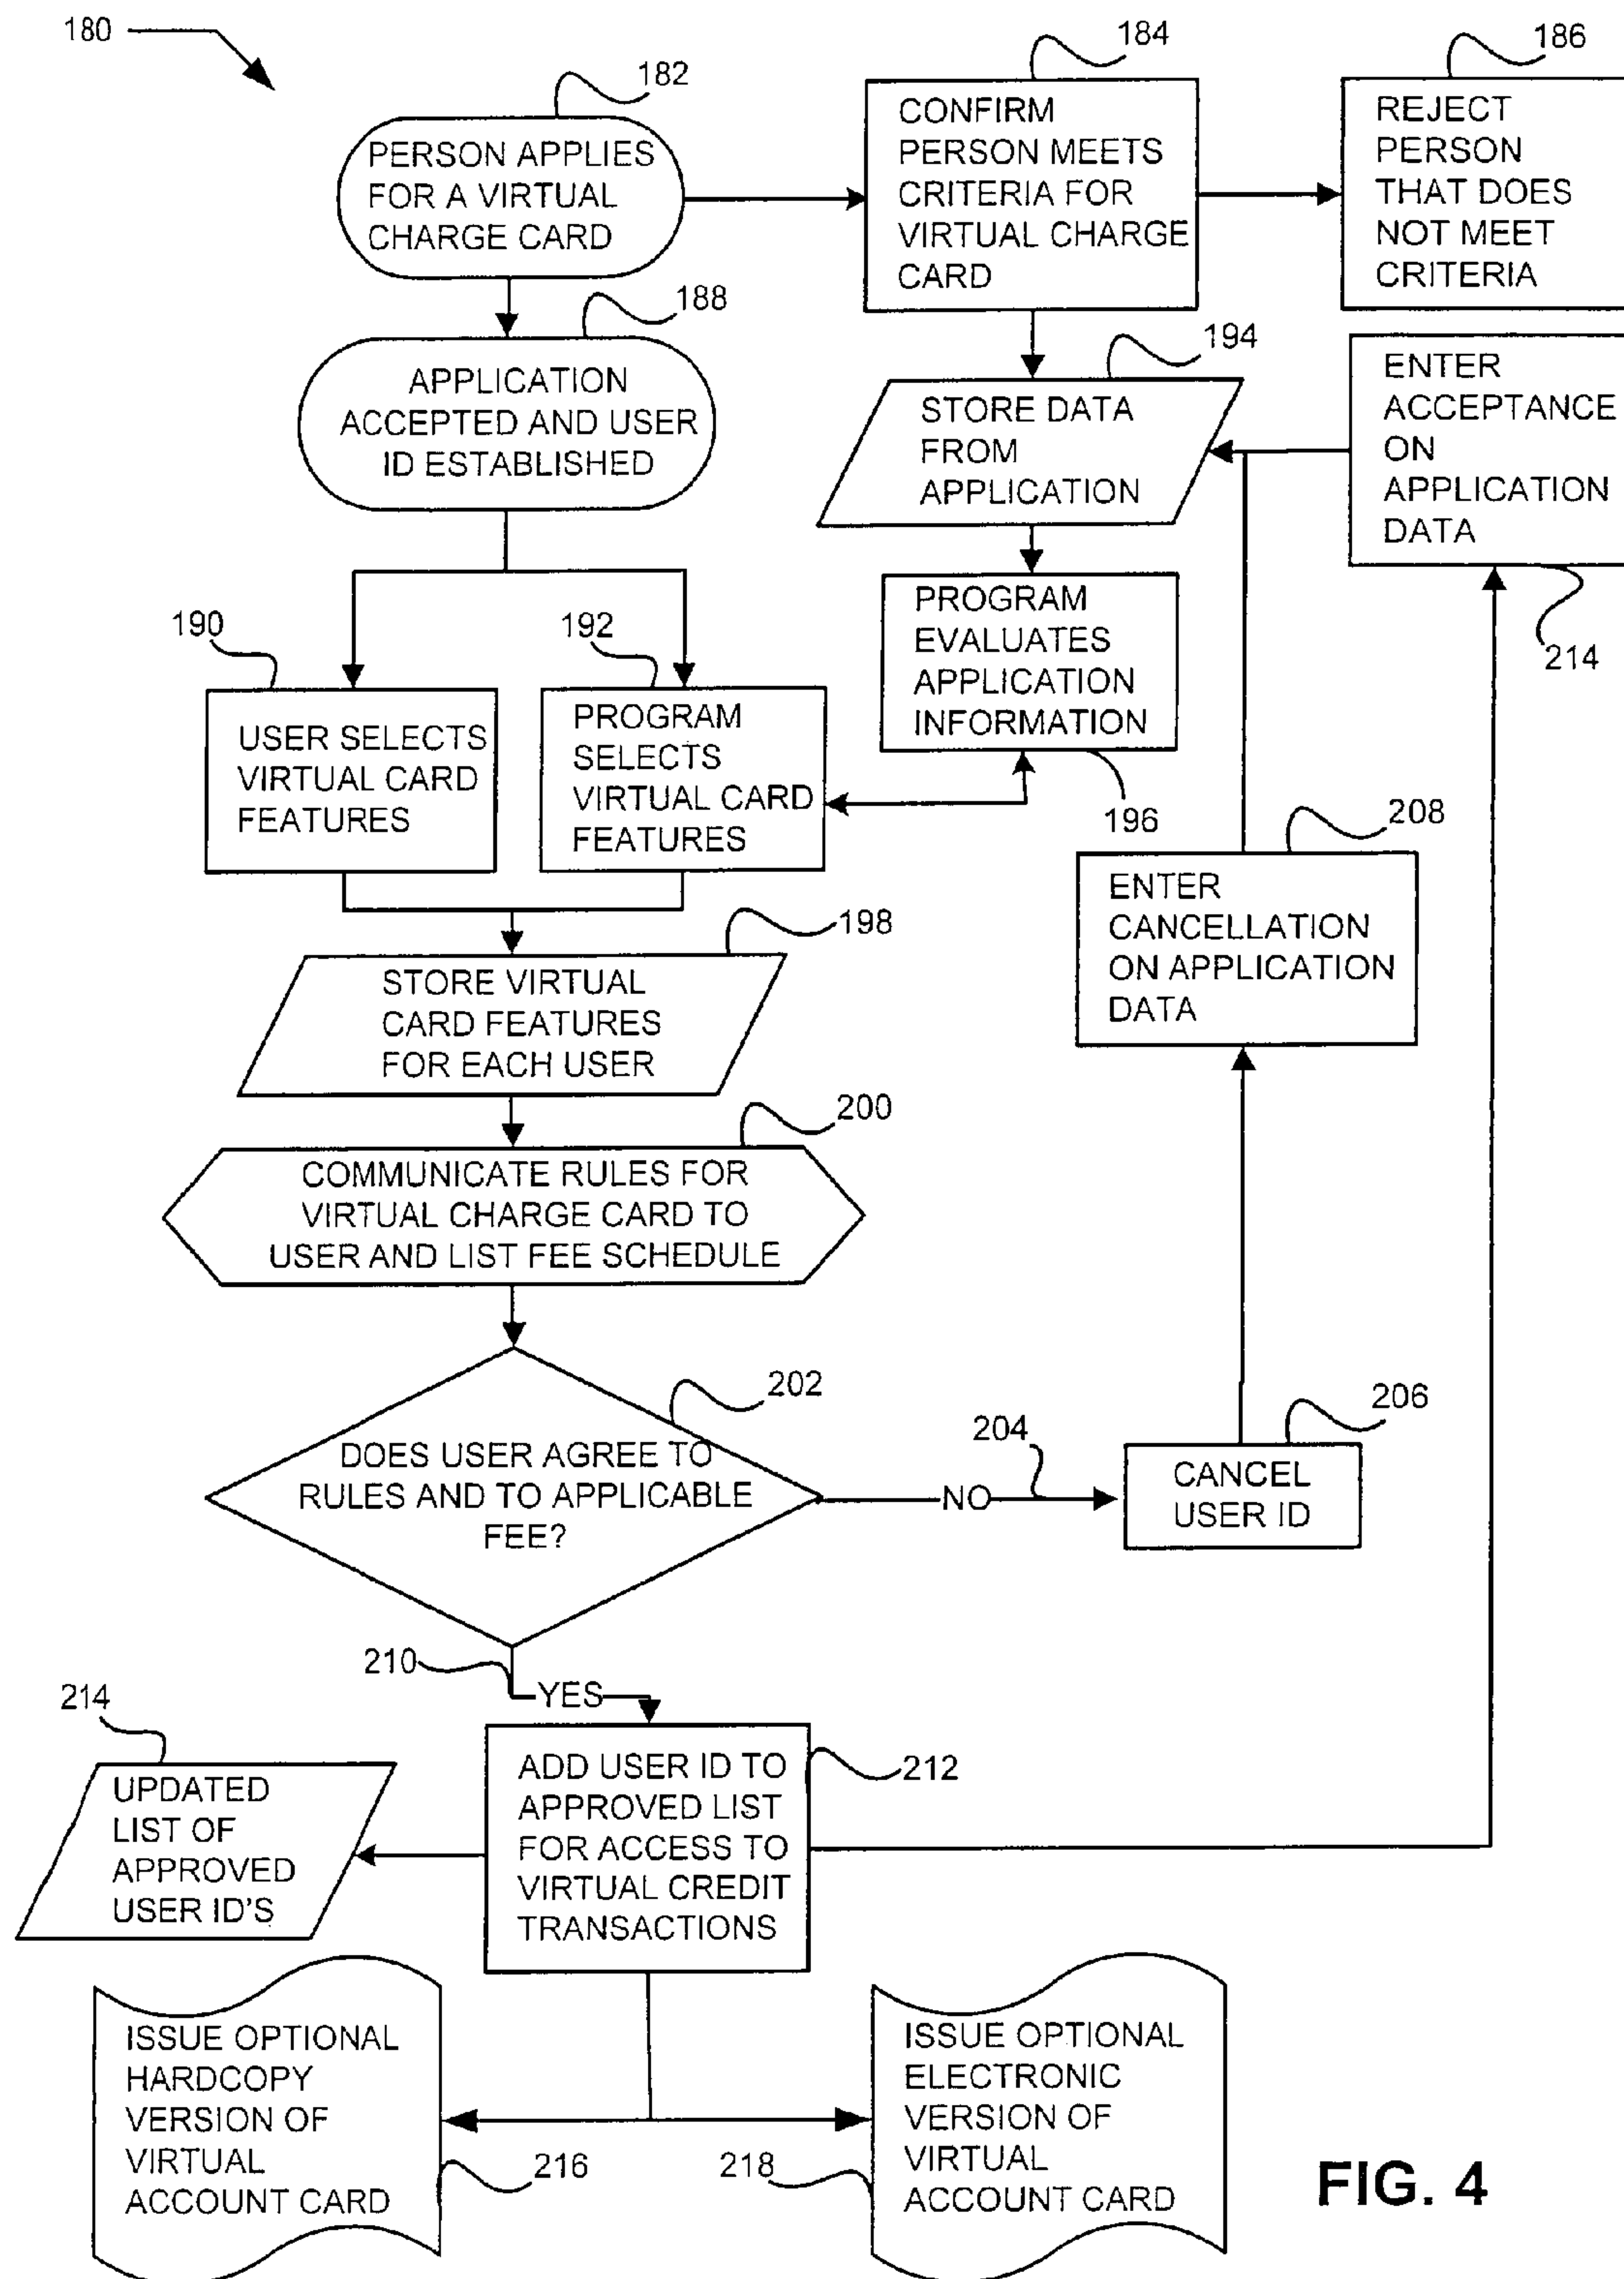 180
182
PERSON APPLIES
FOR A VIRTUAL
CHARGE CARD
184
CONFIRM
PERSON MEETS
CRITERIA FOR
VIRTUAL CHARGE
CARD
186
REJECT
PERSON
THAT DOES
NOT MEET
CRITERIA
188
APPLICATION
ACCEPTED AND USER
ID ESTABLISHED
194
STORE DATA
FROM
APPLICATION
ENTER
ACCEPTANCE
ON
APPLICATION
DATA
214
190
USER SELECTS
VIRTUAL CARD
FEATURES
192
PROGRAM
SELECTS
VIRTUAL CARD
FEATURES
PROGRAM
EVALUATES
APPLICATION
INFORMATION
196
208
ENTER
CANCELLATION
ON APPLICATION
DATA
198
STORE VIRTUAL
CARD FEATURES
FOR EACH USER
200
COMMUNICATE RULES FOR
VIRTUAL CHARGE CARD TO
USER AND LIST FEE SCHEDULE
202
DOES USER AGREE TO
RULES AND TO APPLICABLE
FEE?
204
NO
206
CANCEL
USER ID
210
YES
214
UPDATED
LIST OF
APPROVED
USER ID'S
212
ADD USER ID TO
APPROVED LIST
FOR ACCESS TO
VIRTUAL CREDIT
TRANSACTIONS
ISSUE OPTIONAL
HARDCOPY
VERSION OF
VIRTUAL
ACCOUNT CARD
216
218
ISSUE OPTIONAL
ELECTRONIC
VERSION OF
VIRTUAL
ACCOUNT CARD
FIG. 4